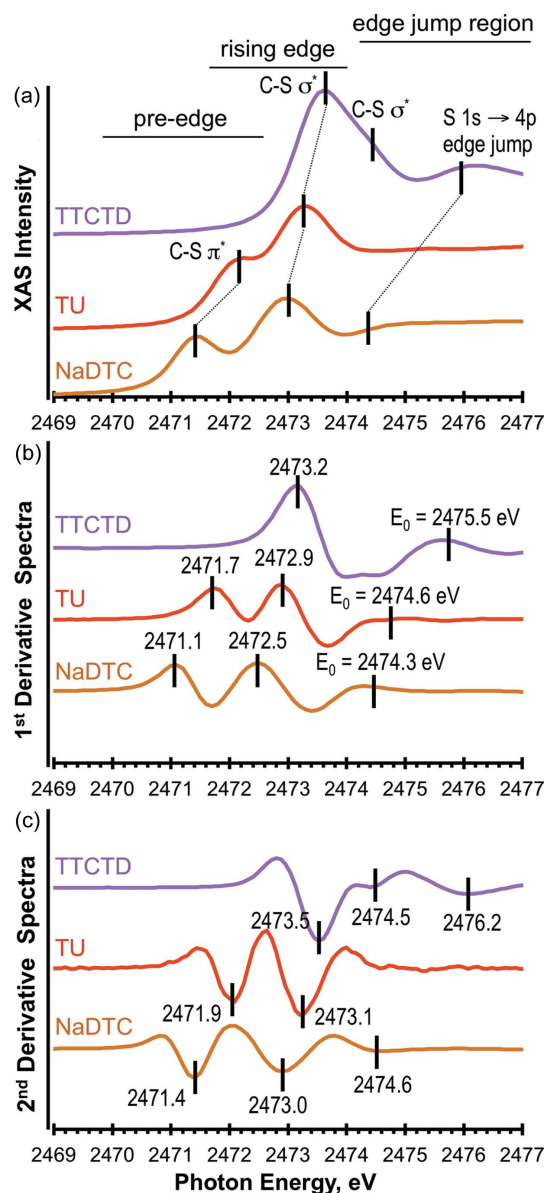 edge jump region
rising edge
(a)
C-S σ*
C-S σ*
S 1s → 4p
edge jump
pre-edge
TTCTD
C-S π*
TU
NaDTC
XAS Intensity
2469 2470 2471 2472 2473 2474 2475 2476 2477
(b)
2473.2
TTCTD
E₀ = 2475.5 eV
2471.7 2472.9
TU
E₀ = 2474.6 eV
2471.1 2472.5
NaDTC
E₀ = 2474.3 eV
1st Derivative Spectra
2469 2470 2471 2472 2473 2474 2475 2476 2477
(c)
TTCTD
2473.5 2474.5 2476.2
TU
2471.9 2473.1
NaDTC
2471.4 2473.0 2474.6
2nd Derivative Spectra
2469 2470 2471 2472 2473 2474 2475 2476 2477
Photon Energy, eV